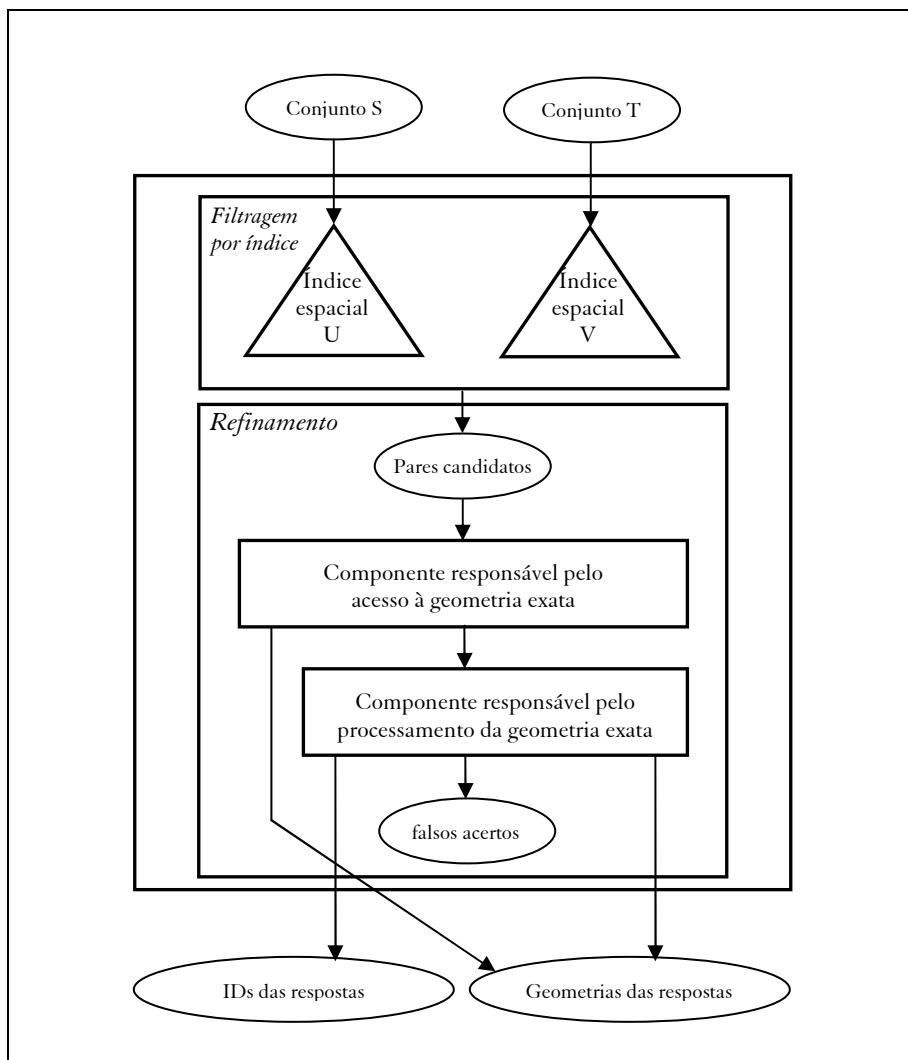 Conjunto S
Conjunto T
Filtragem
por índice
Índice
espacial
U
Índice
espacial
V
Refinamento
Pares candidatos
Componente responsável pelo
acesso à geometria exata
Componente responsável pelo
processamento da geometria exata
falsos acertos
IDs das respostas
Geometrias das respostas